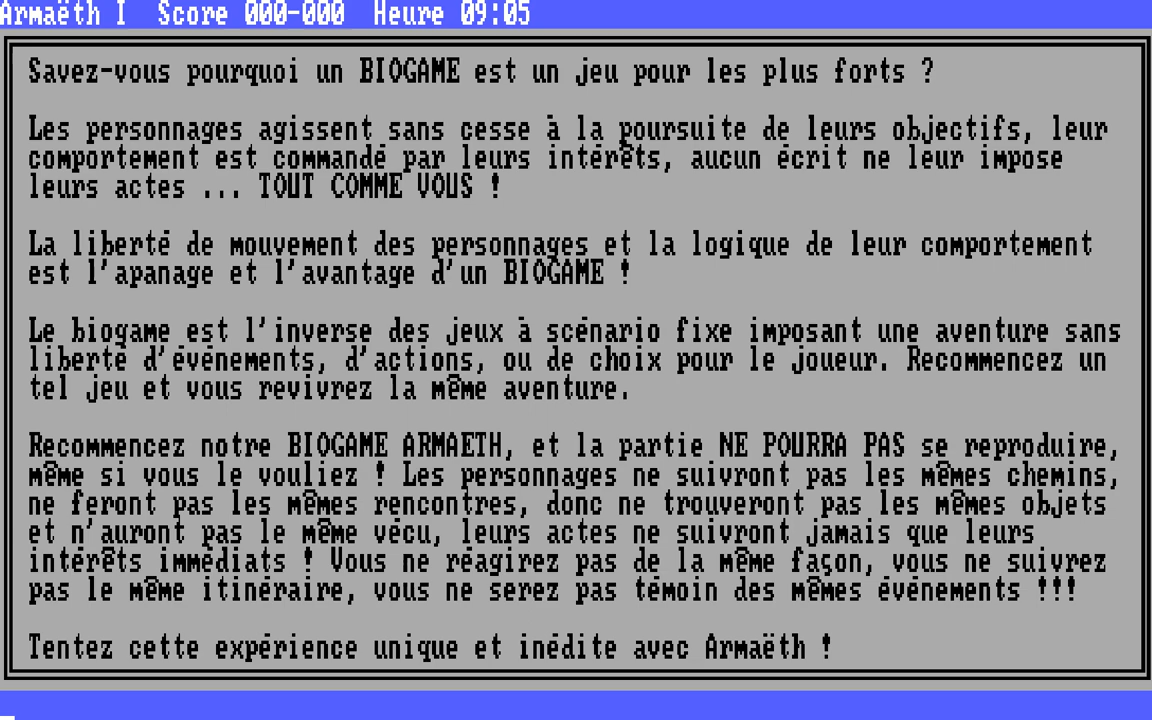 Armaëth I  Score 000-000  Heure 09:05
Savez-vous pourquoi un BIOGAME est un jeu pour les plus forts ?
Les personnages agissent sans cesse à la poursuite de leurs objectifs, leur
comportement est commandé par leurs intérêts, aucun écrit ne leur impose
leurs actes ... TOUT COMME VOUS !
La liberté de mouvement des personnages et la logique de leur comportement
est l'apanage et l'avantage d'un BIOGAME !
Le biogame est l'inverse des jeux à scénario fixe imposant une aventure sans
liberté d'événements, d'actions, ou de choix pour le joueur. Recommencez un
tel jeu et vous revivrez la même aventure.
Recommencez notre BIOGAME ARMAETH, et la partie NE POURRA PAS se reproduire,
même si vous le vouliez ! Les personnages ne suivront pas les mêmes chemins,
ne feront pas les mêmes rencontres, donc ne trouveront pas les mêmes objets
et n'auront pas le même vécu, leurs actes ne suivront jamais que leurs
intérêts immédiats ! Vous ne réagirez pas de la même façon, vous ne suivrez
pas le même itinéraire, vous ne serez pas témoin des mêmes événements !!!
Tentez cette expérience unique et inédite avec Armaëth !